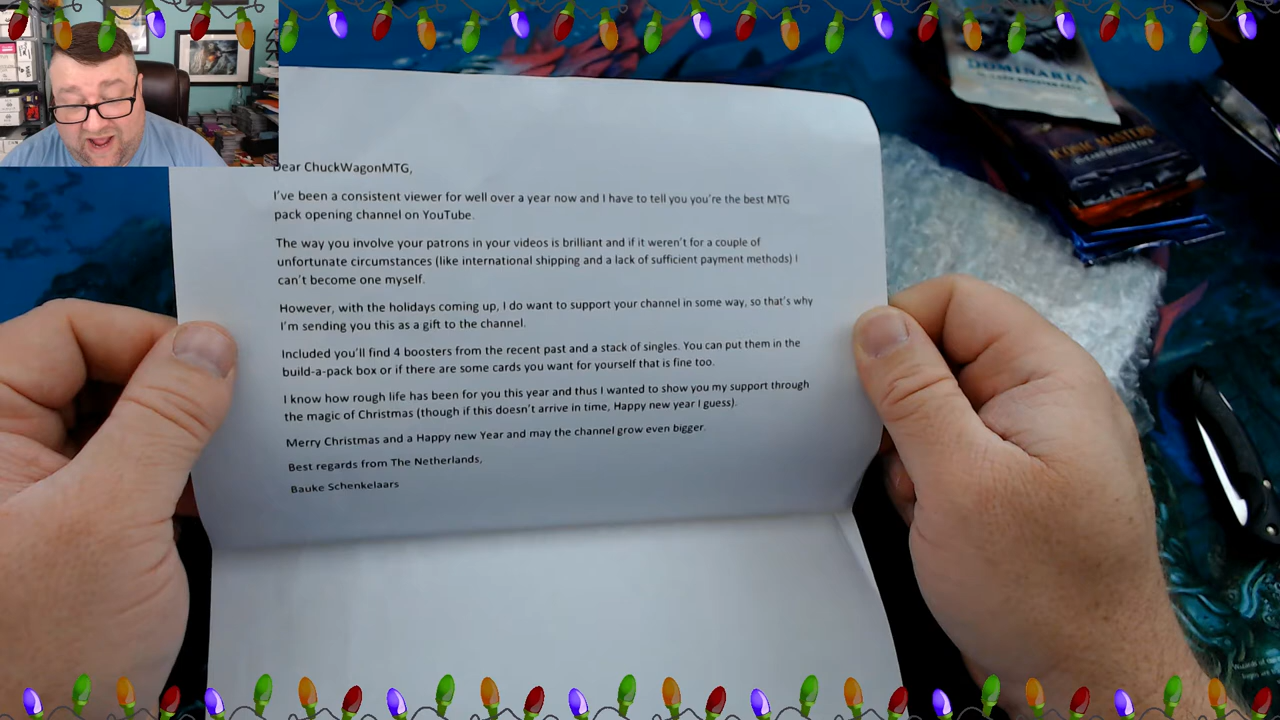 DOMINARIA
ICONIC MASTERS
Dear ChuckWagonMTG,
I've been a consistent viewer for well over a year now and I have to tell you you're the best MTG
pack opening channel on YouTube.
The way you involve your patrons in your videos is brilliant and if it weren't for a couple of
unfortunate circumstances (like international shipping and a lack of sufficient payment methods) I
can't become one myself.
However, with the holidays coming up, I do want to support your channel in some way, so that's why
I'm sending you this as a gift to the channel.
Included you'll find 4 boosters from the recent past and a stack of singles. You can put them in the
build-a-pack box or if there are some cards you want for yourself that is fine too.
I know how rough life has been for you this year and thus I wanted to show you my support through
the magic of Christmas (though if this doesn't arrive in time, Happy new year I guess).
Merry Christmas and a Happy new Year and may the channel grow even bigger.
Best regards from The Netherlands,
Bauke Schenkelaars